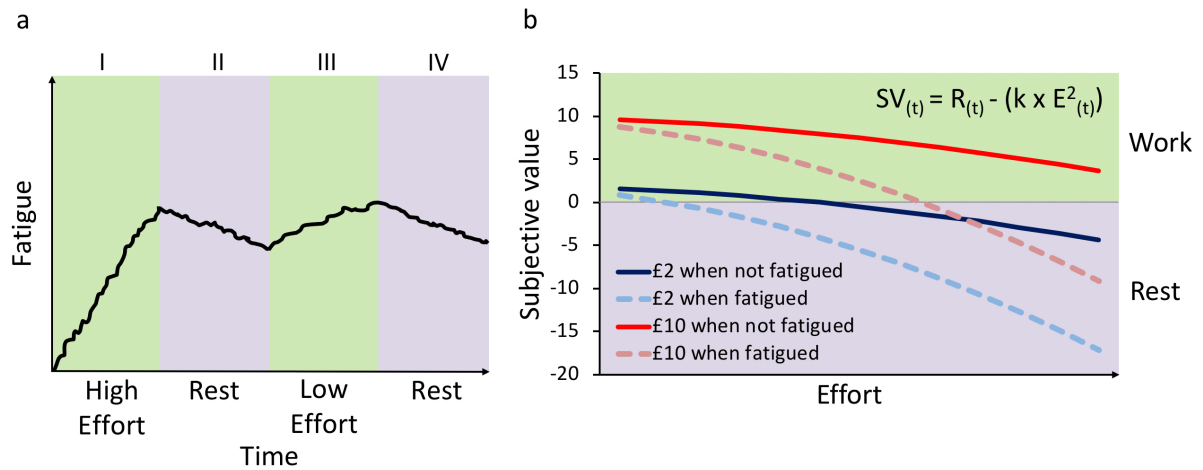 a
I
II
III
IV
Fatigue
High
Effort
Rest
Low
Effort
Rest
Time
b
15
10
5
0
-5
-10
-15
-20
Subjective value
SV(t) = R(t) - (k x E²(t))
£2 when not fatigued
£2 when fatigued
£10 when not fatigued
£10 when fatigued
Work
Rest
Effort